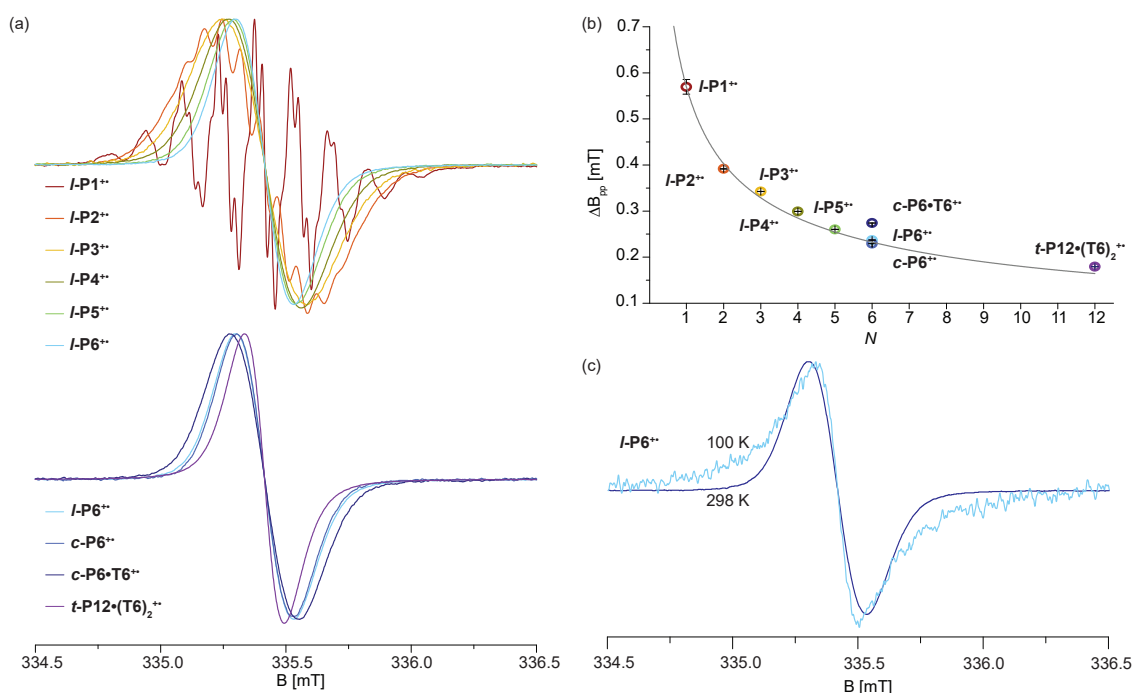 (a)
l-P1⁺•
l-P2⁺•
l-P3⁺•
l-P4⁺•
l-P5⁺•
l-P6⁺•
l-P6⁺•
c-P6⁺•
c-P6•T6⁺•
t-P12•(T6)₂⁺•
334.5 335.0 335.5 336.0 336.5
B [mT]
(b)
0.7
0.6
0.5
0.4
0.3
0.2
0.1
ΔBpp [mT]
l-P1⁺•
l-P2⁺•
l-P3⁺•
l-P4⁺•
l-P5⁺•
c-P6•T6⁺•
l-P6⁺•
c-P6⁺•
t-P12•(T6)₂⁺•
1 2 3 4 5 6 7 8 9 10 11 12
N
(c)
l-P6⁺•
100 K
298 K
334.5 335.0 335.5 336.0 336.5
B [mT]